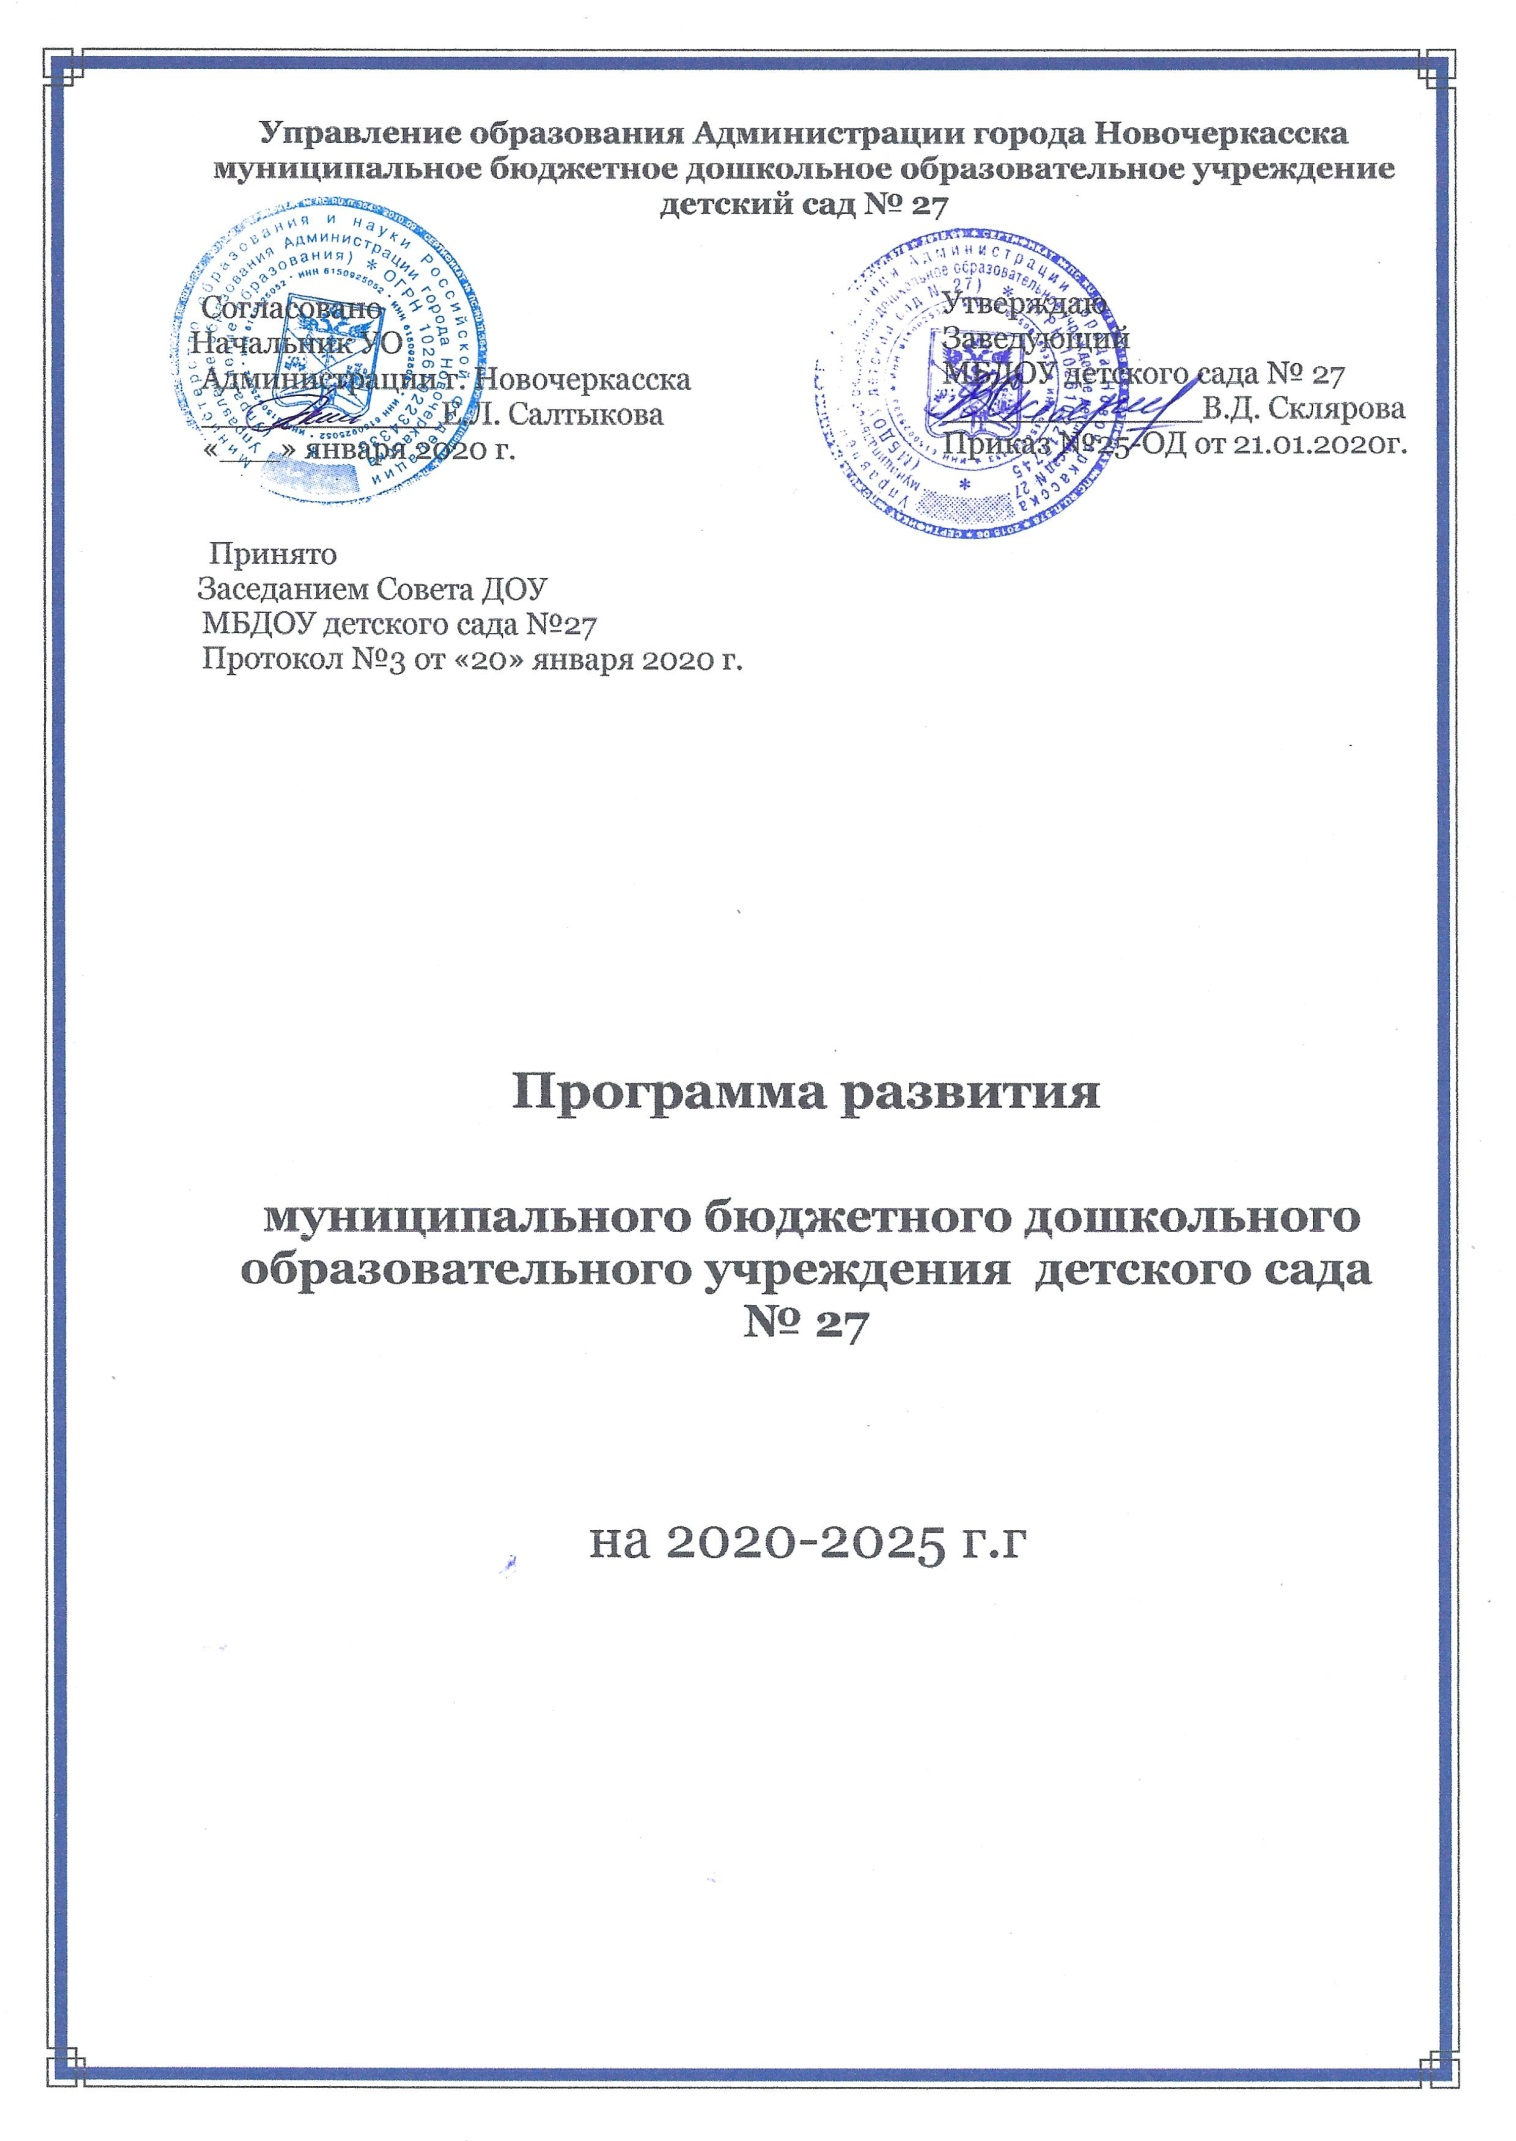 Управление образования Администрации города Новочеркасска
муниципальное бюджетное дошкольное образовательное учреждение
детский сад № 27
Согласовано
Начальник УО
Администрации г. Новочеркасска
Е.Л. Салтыкова
«____» января 2020 г.
Утверждаю
Заведующий
МБДОУ детского сада № 27
В.Д. Склярова
Приказ №25-ОД от 21.01.2020г.
Принято
Заседанием Совета ДОУ
МБДОУ детского сада №27
Протокол №3 от «20» января 2020 г.
Программа развития
муниципального бюджетного дошкольного
образовательного учреждения детского сада
№ 27
на 2020-2025 г.г